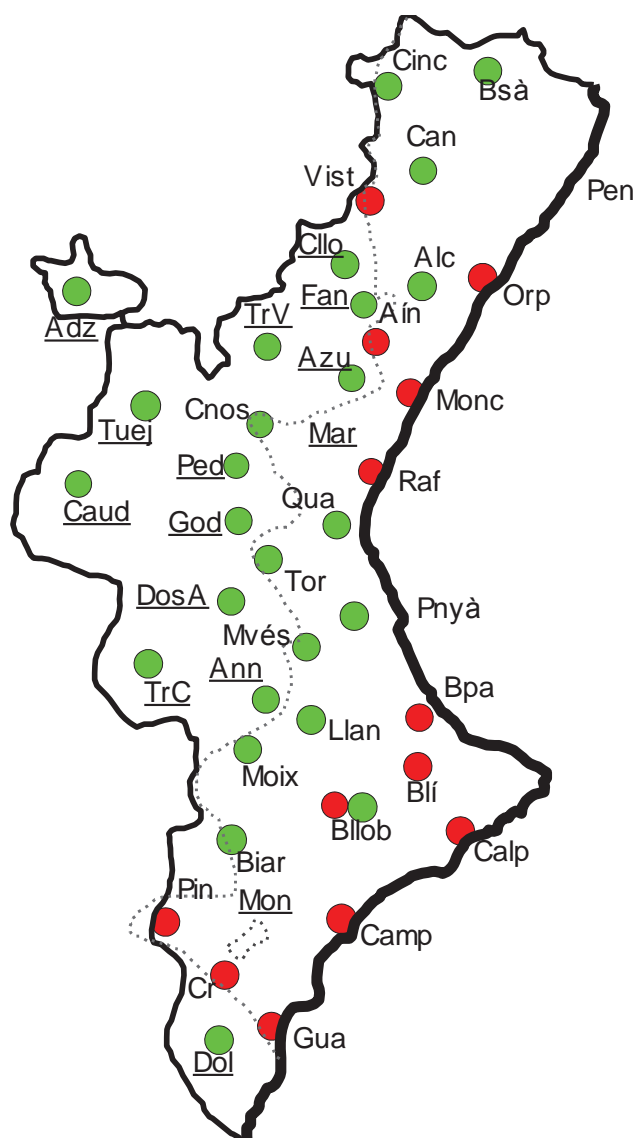 Cinc
Bsà
Can
Vist
Pen
Cllo
Alc
Fan
Orp
Adz
TrV
Aín
Azu
Monc
Cnos
Mar
Tuej
Ped
Raf
Caud
Qua
God
Tor
DosA
Pnyà
Mvés
Ann
TrC
Bpa
Llan
Moix
Blí
Bllob
Calp
Biar
Pin
Mon
Camp
Cr
Gua
Dol